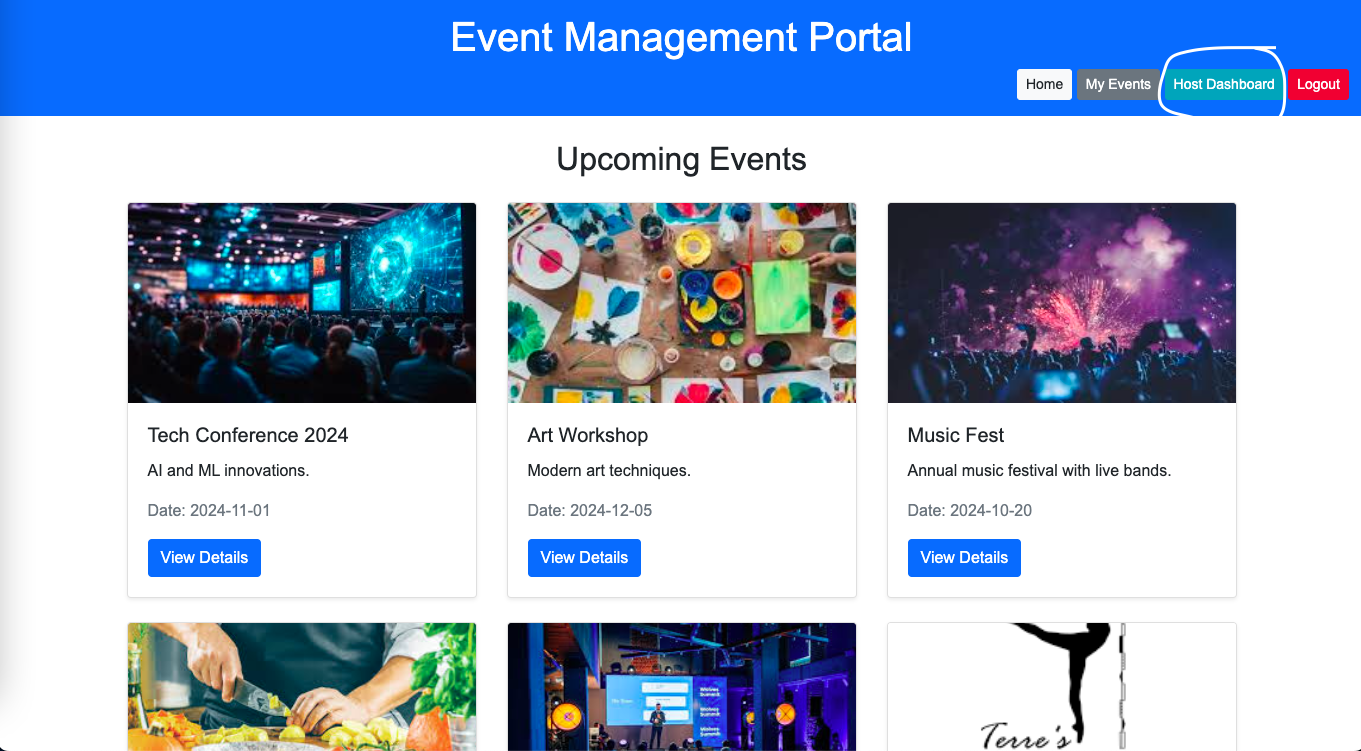 Event Management Portal
Home My Events Host Dashboard Logout
Upcoming Events
Tech Conference 2024
AI and ML innovations.
Date: 2024-11-01
View Details
Art Workshop
Modern art techniques.
Date: 2024-12-05
View Details
Music Fest
Annual music festival with live bands.
Date: 2024-10-20
View Details
Terre's